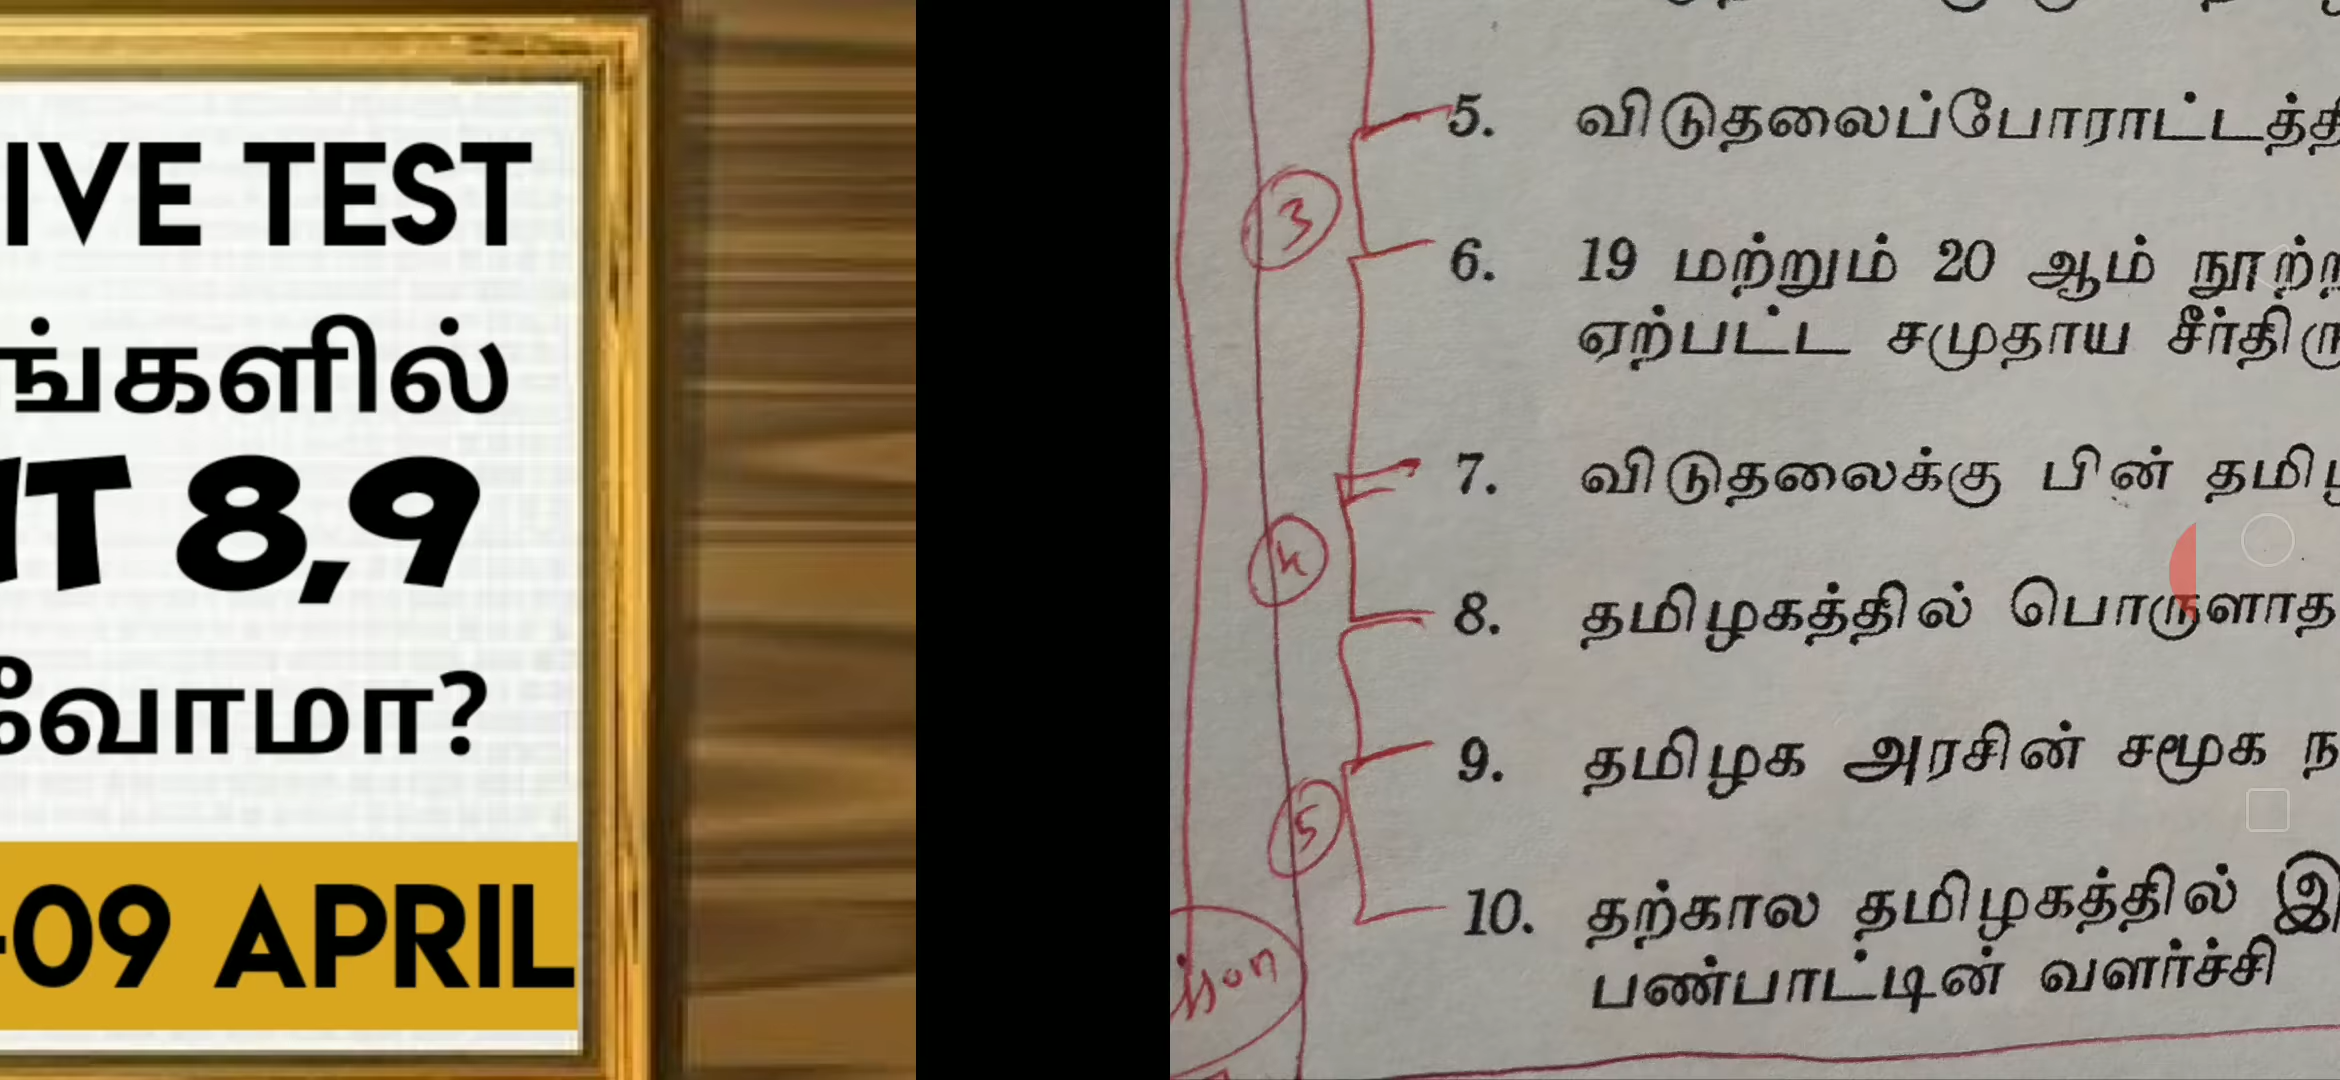 IVE TEST
ங்களில்
IT 8,9
வோமா?
-09 APRIL
5. விடுதலைப்போராட்டத்தி
3
6. 19 மற்றும் 20 ஆம் நூற்ற
ஏற்பட்ட சமுதாய சீர்திரு
7. விடுதலைக்கு பின் தமிழ
4
8. தமிழகத்தில் பொருளாத
9. தமிழக அரசின் சமூக ந
5
10. தற்கால தமிழகத்தில் இ
பண்பாட்டின் வளர்ச்சி